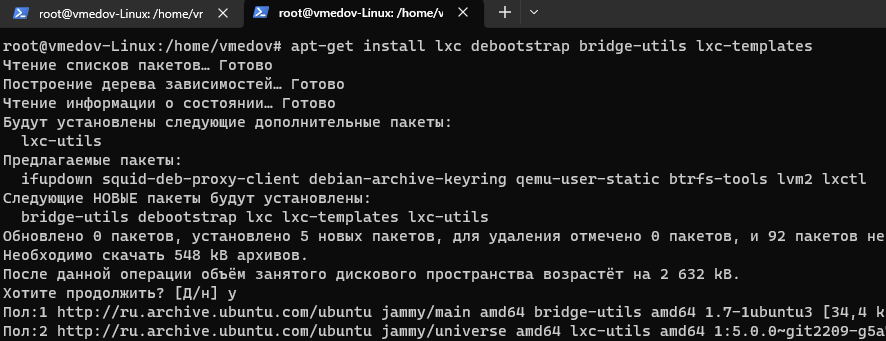 root@vmedov-Linux: /home/vr
root@vmedov-Linux: /home/v
root@vmedov-Linux:/home/vmedov# apt-get install lxc debootstrap bridge-utils lxc-templates
Чтение списков пакетов… Готово
Построение дерева зависимостей… Готово
Чтение информации о состоянии… Готово
Будут установлены следующие дополнительные пакеты:
lxc-utils
Предлагаемые пакеты:
ifupdown squid-deb-proxy-client debian-archive-keyring qemu-user-static btrfs-tools lvm2 lxctl
Следующие НОВЫЕ пакеты будут установлены:
bridge-utils debootstrap lxc lxc-templates lxc-utils
Обновлено 0 пакетов, установлено 5 новых пакетов, для удаления отмечено 0 пакетов, и 92 пакетов не
Необходимо скачать 548 kB архивов.
После данной операции объём занятого дискового пространства возрастёт на 2 632 kB.
Хотите продолжить? [Д/н] y
Пол:1 http://ru.archive.ubuntu.com/ubuntu jammy/main amd64 bridge-utils amd64 1.7-1ubuntu3 [34,4 k
Пол:2 http://ru.archive.ubuntu.com/ubuntu jammy/universe amd64 lxc-utils amd64 1:5.0.0~git2209-g5a